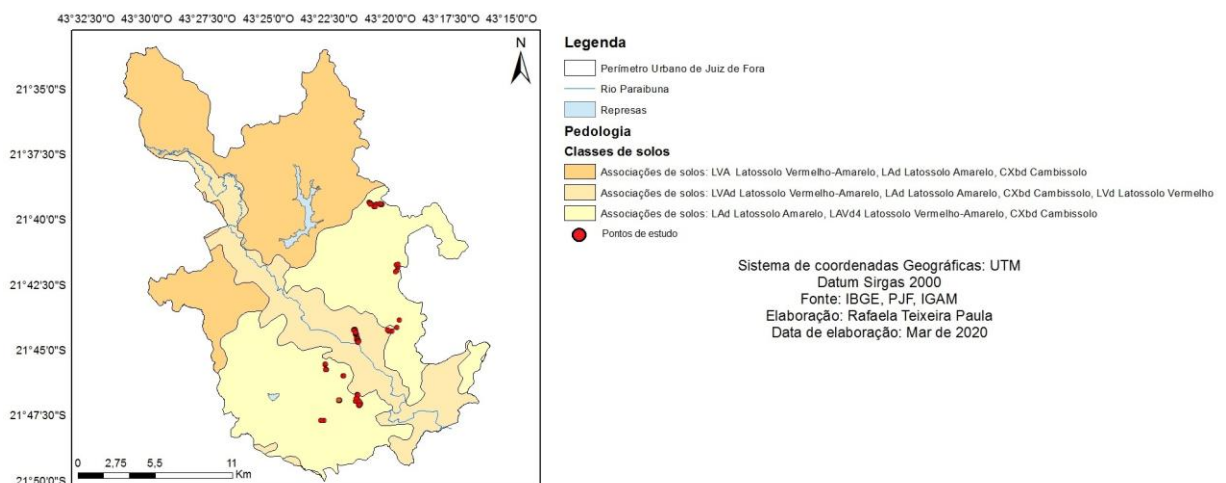 43°32'30"O 43°30'0"O 43°27'30"O 43°25'0"O 43°22'30"O 43°20'0"O 43°17'30"O 43°15'0"O
21°35'0"S
21°37'30"S
21°40'0"S
21°42'30"S
21°45'0"S
21°47'30"S
21°50'0"S
N
0 2,75 5,5 11
Km
Legenda
Perímetro Urbano de Juiz de Fora
Rio Paraibuna
Represas
Pedologia
Classes de solos
Associações de solos: LVA Latossolo Vermelho-Amarelo, LAd Latossolo Amarelo, CXbd Cambissolo
Associações de solos: LVAd Latossolo Vermelho-Amarelo, LAd Latossolo Amarelo, CXbd Cambissolo, LVd Latossolo Vermelho
Associações de solos: LAd Latossolo Amarelo, LAVd4 Latossolo Vermelho-Amarelo, CXbd Cambissolo
Pontos de estudo
Sistema de coordenadas Geográficas: UTM
Datum Sirgas 2000
Fonte: IBGE, PJF, IGAM
Elaboração: Rafaela Teixeira Paula
Data de elaboração: Mar de 2020